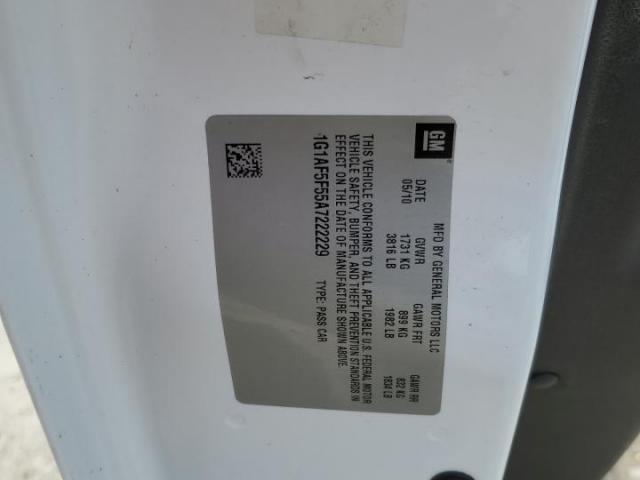 GM
MFD BY GENERAL MOTORS LLC
DATE GVWR GAWR FRT GAWR RR
05/10 1731 KG 899 KG 832 KG
3816 LB 1982 LB 1834 LB
THIS VEHICLE CONFORMS TO ALL APPLICABLE U.S. FEDERAL MOTOR
VEHICLE SAFETY, BUMPER, AND THEFT PREVENTION STANDARDS IN
EFFECT ON THE DATE OF MANUFACTURE SHOWN ABOVE.
1G1AF5F55A7222229 TYPE: PASS CAR